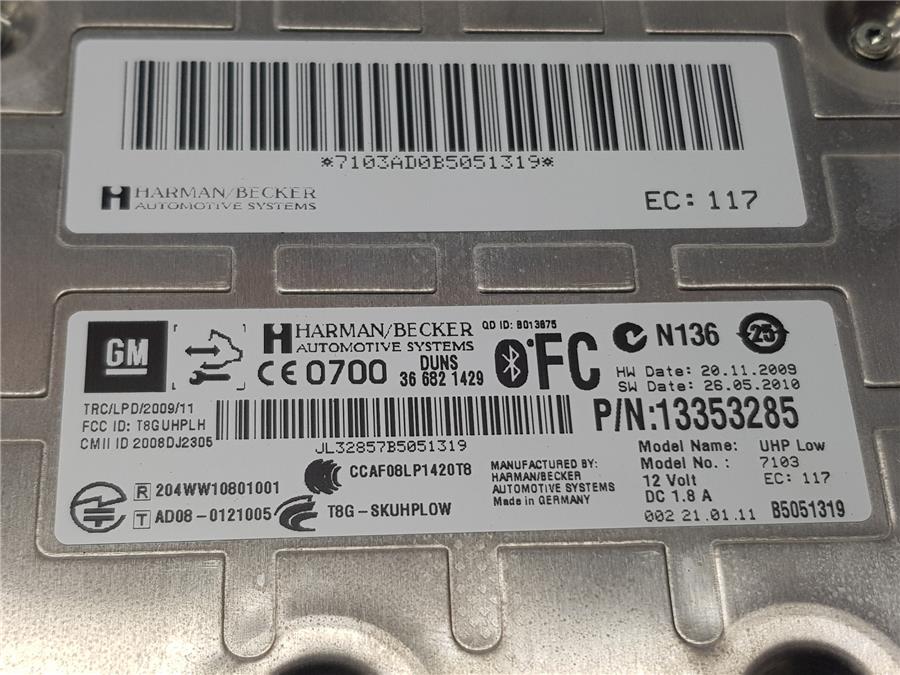 *7103AD0B5051319*
HARMAN/BECKER
AUTOMOTIVE SYSTEMS
EC: 117
GM
HARMAN/BECKER
AUTOMOTIVE SYSTEMS
QD ID: B013675
CE 0700
DUNS
36 682 1429
FC
N136
25
HW Date: 20.11.2009
SW Date: 26.05.2010
TRC/LPD/2009/11
FCC ID: T8GUHPLH
CMII ID 2008DJ2305
JL32857B5051319
P/N:13353285
R 204WW10801001
T AD08-0121005
CCAF08LP1420T8
T8G-SKUHPLOW
MANUFACTURED BY:
HARMAN/BECKER
AUTOMOTIVE SYSTEMS
Made in GERMANY
Model Name: UHP Low
Model No.: 7103
12 Volt EC: 117
DC 1.8 A
002 21.01.11 B5051319